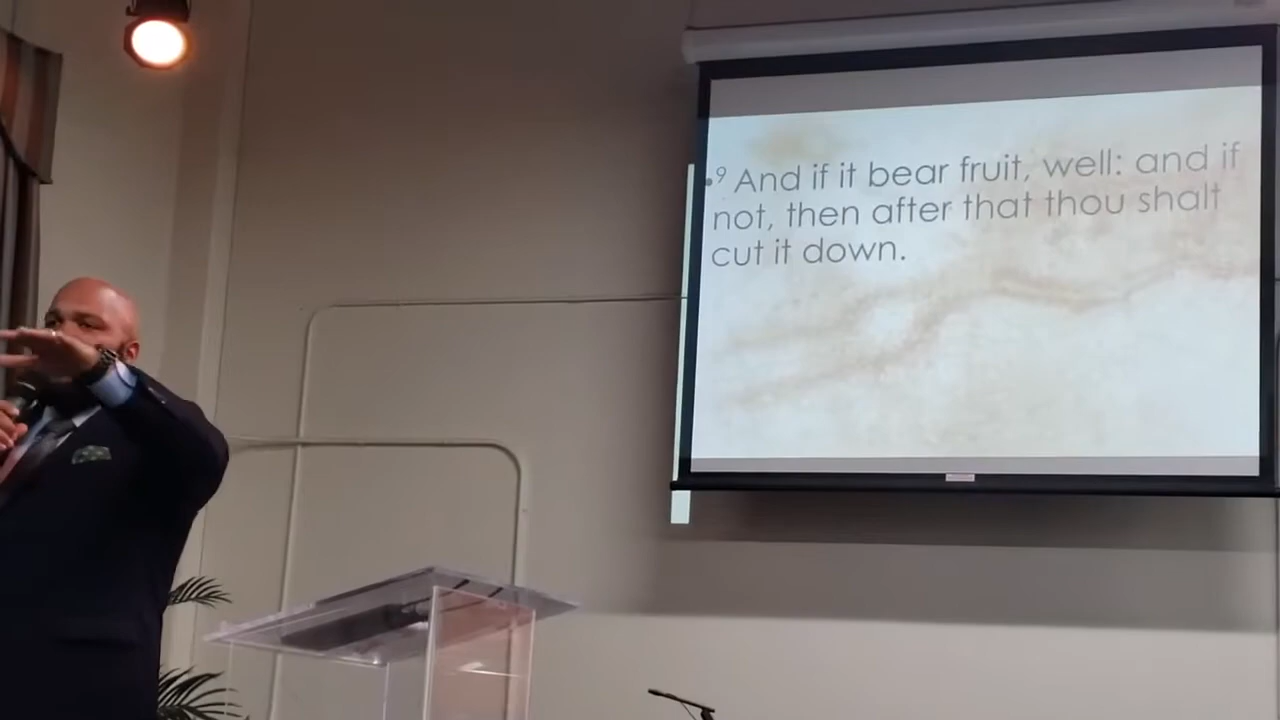 •9 And if it bear fruit, well: and if
not, then after that thou shalt
cut it down.